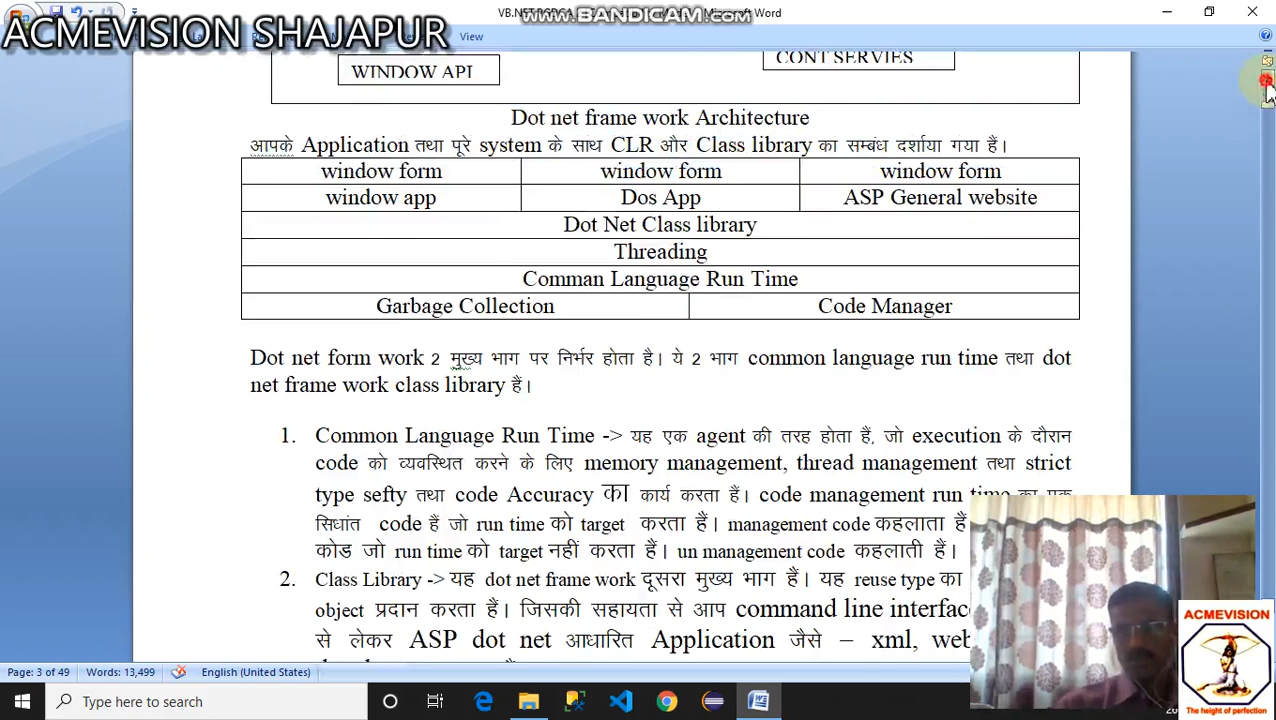 VB.NET
Microsoft Word
www.BANDICAM.com
ACMEVISION SHAJAPUR
View
WINDOW API
CONT SERVIES
Dot net frame work Architecture
आपके Application तथा पूरे system के साथ CLR और Class library का सम्बंध दर्शाया गया हैं।
window form window form window form
window app Dos App ASP General website
Dot Net Class library
Threading
Comman Language Run Time
Garbage Collection Code Manager
Dot net form work 2 मुख्य भाग पर निर्भर होता है। ये 2 भाग common language run time तथा dot
net frame work class library हैं।
1. Common Language Run Time -> यह एक agent की तरह होता हैं, जो execution के दौरान
code को व्यवस्थित करने के लिए memory management, thread management तथा strict
type sefty तथा code Accuracy का कार्य करता हैं। code management run time का एक
सिधांत code हैं जो run time को target करता हैं। management code कहलाता हैं
कोड जो run time को target नहीं करता हैं। un management code कहलाती हैं।
2. Class Library -> यह dot net frame work दूसरा मुख्य भाग हैं। यह reuse type का
object प्रदान करता हैं। जिसकी सहायता से आप command line interface
से लेकर ASP dot net आधारित Application जैसे – xml, web
Page: 3 of 49 Words: 13,499 English (United States)
Type here to search
ACMEVISION
The height of perfection